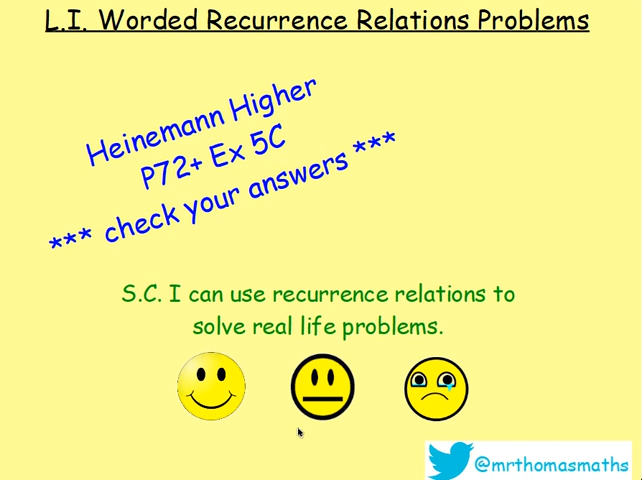 L.I. Worded Recurrence Relations Problems
Heinemann Higher
P72+ Ex 5C
*** check your answers ***
S.C. I can use recurrence relations to
solve real life problems.
@mrthomasmaths